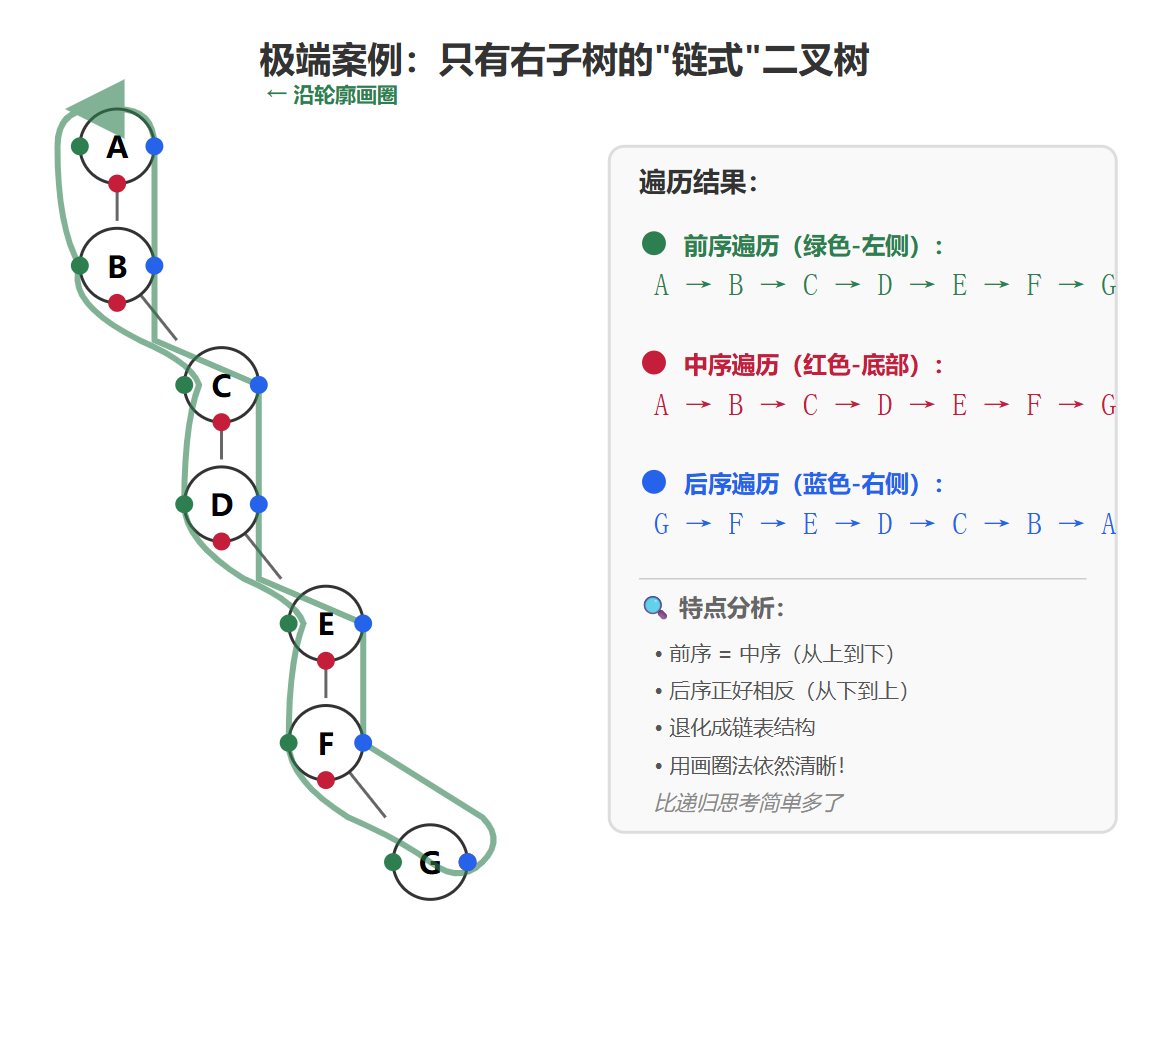 极端案例：只有右子树的"链式"二叉树
← 沿轮廓画圈
A
B
C
D
E
F
G
遍历结果：
前序遍历（绿色-左侧）：
A → B → C → D → E → F → G
中序遍历（红色-底部）：
A → B → C → D → E → F → G
后序遍历（蓝色-右侧）：
G → F → E → D → C → B → A
特点分析：
• 前序 = 中序（从上到下）
• 后序正好相反（从下到上）
• 退化成链表结构
• 用画圈法依然清晰！
比递归思考简单多了